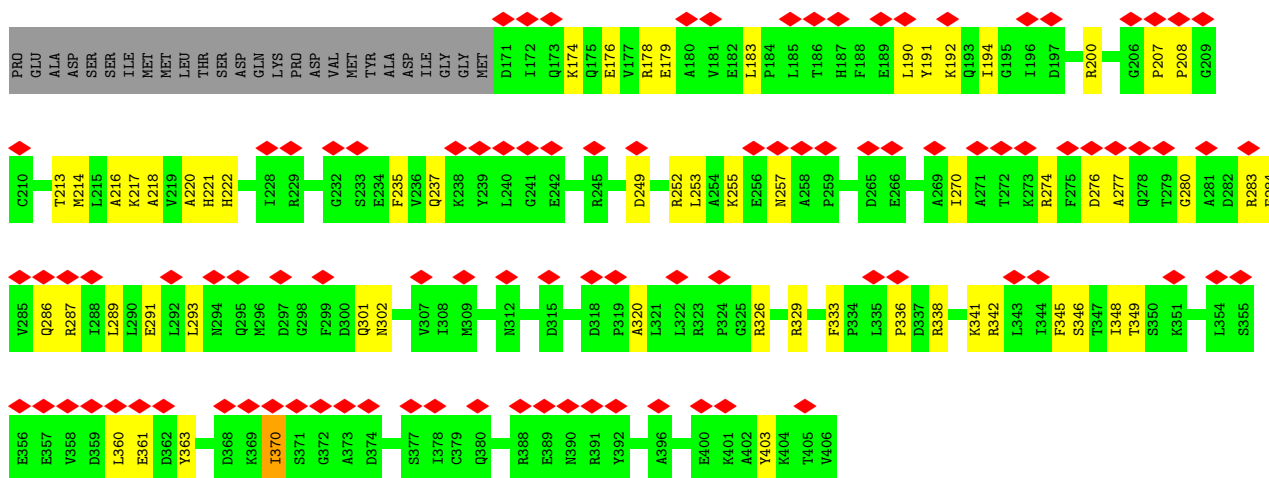 PRO GLU ALA ASP SER SER ILE MET MET LEU THR SER ASP GLN LYS PRO ASP VAL MET TYR ALA ASP ILE GLY GLY MET D171 I172 Q173 K174 Q175 E176 V177 R178 E179 A180 V181 E182 L183 P184 L185 T186 H187 F188 E189 L190 Y191 K192 Q193 I194 G195 I196 D197 R200 G206 P207 P208 G209
C210 T213 M214 L215 A216 K217 A218 V219 A220 H221 H222 I228 R229 G232 S233 E234 F235 V236 Q237 K238 Y239 L240 G241 E242 R245 D249 R252 L253 A254 K255 E256 N257 A258 P259 D265 E266 A269 I270 A271 T272 K273 R274 F275 D276 A277 Q278 T279 G280 A281 D282 R283 E284
V285 Q286 R287 I288 L289 L290 E291 L292 L293 N294 Q295 M296 D297 G298 F299 D300 Q301 N302 V307 I308 M309 N312 D315 D318 P319 A320 L321 L322 R323 P324 G325 R326 R329 F333 P334 L335 P336 D337 R338 K341 R342 L343 I344 F345 S346 T347 I348 T349 S350 K351 L354 S355
E356 E357 V358 D359 L360 E361 D362 Y363 D368 K369 I370 S371 G372 A373 D374 S377 I378 C379 Q380 R388 E389 N390 R391 Y392 A396 E400 K401 A402 Y403 K404 T405 V406